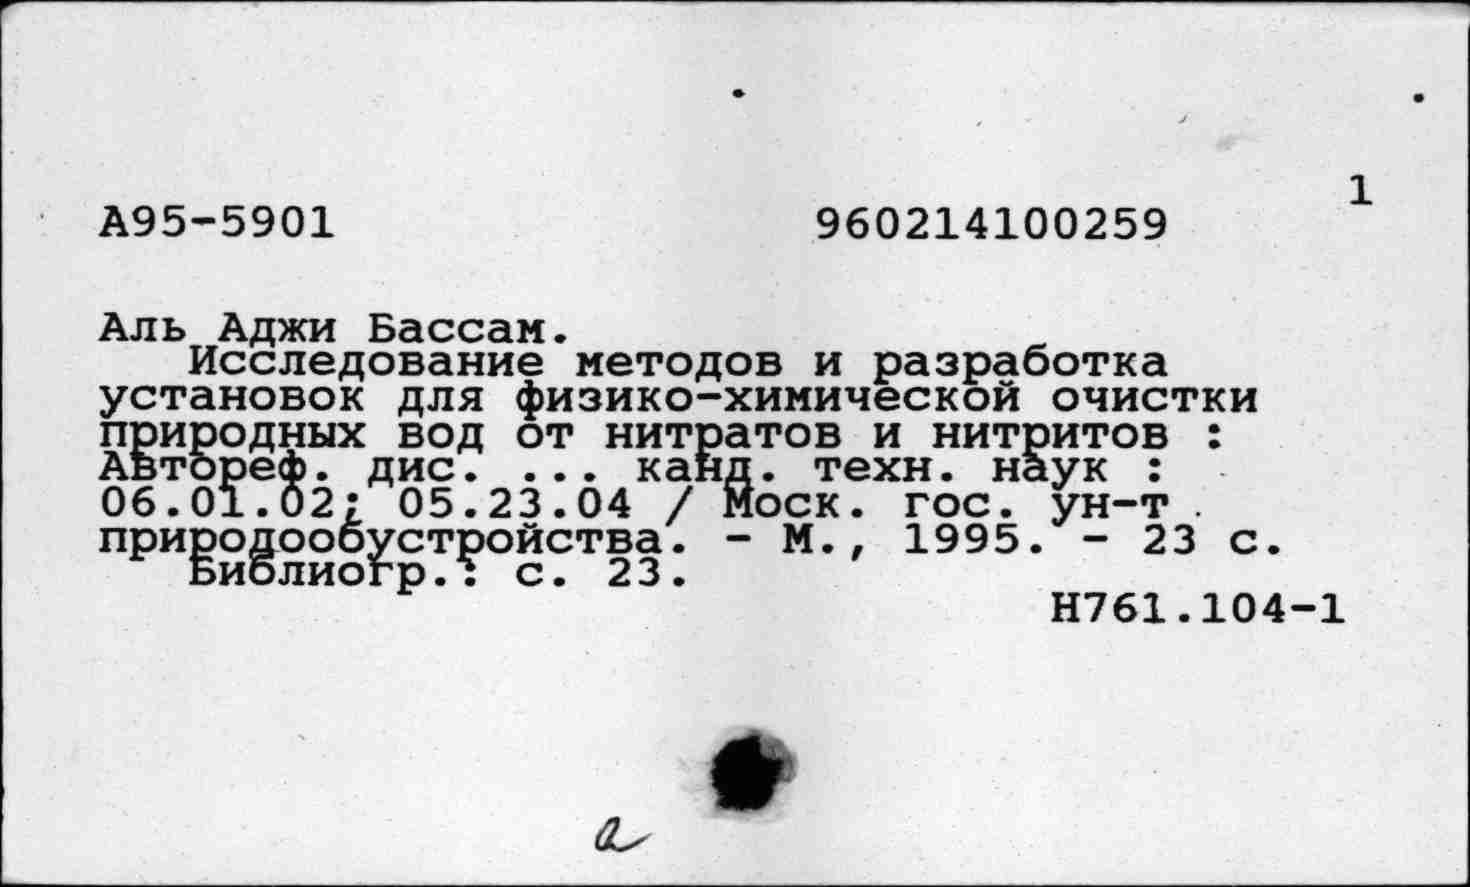 1
А95-5901 960214100259
Аль Аджи Бассам.
Исследование методов и разработка
установок для физико-химической очистки
природных вод от нитратов и нитритов :
Автореф. дис. ... канд. техн. наук :
06.01.02; 05.23.04 / Моск. гос. ун-т
природообустройства. - М., 1995. - 23 с.
Библиогр.: с. 23.
Н761.104-1